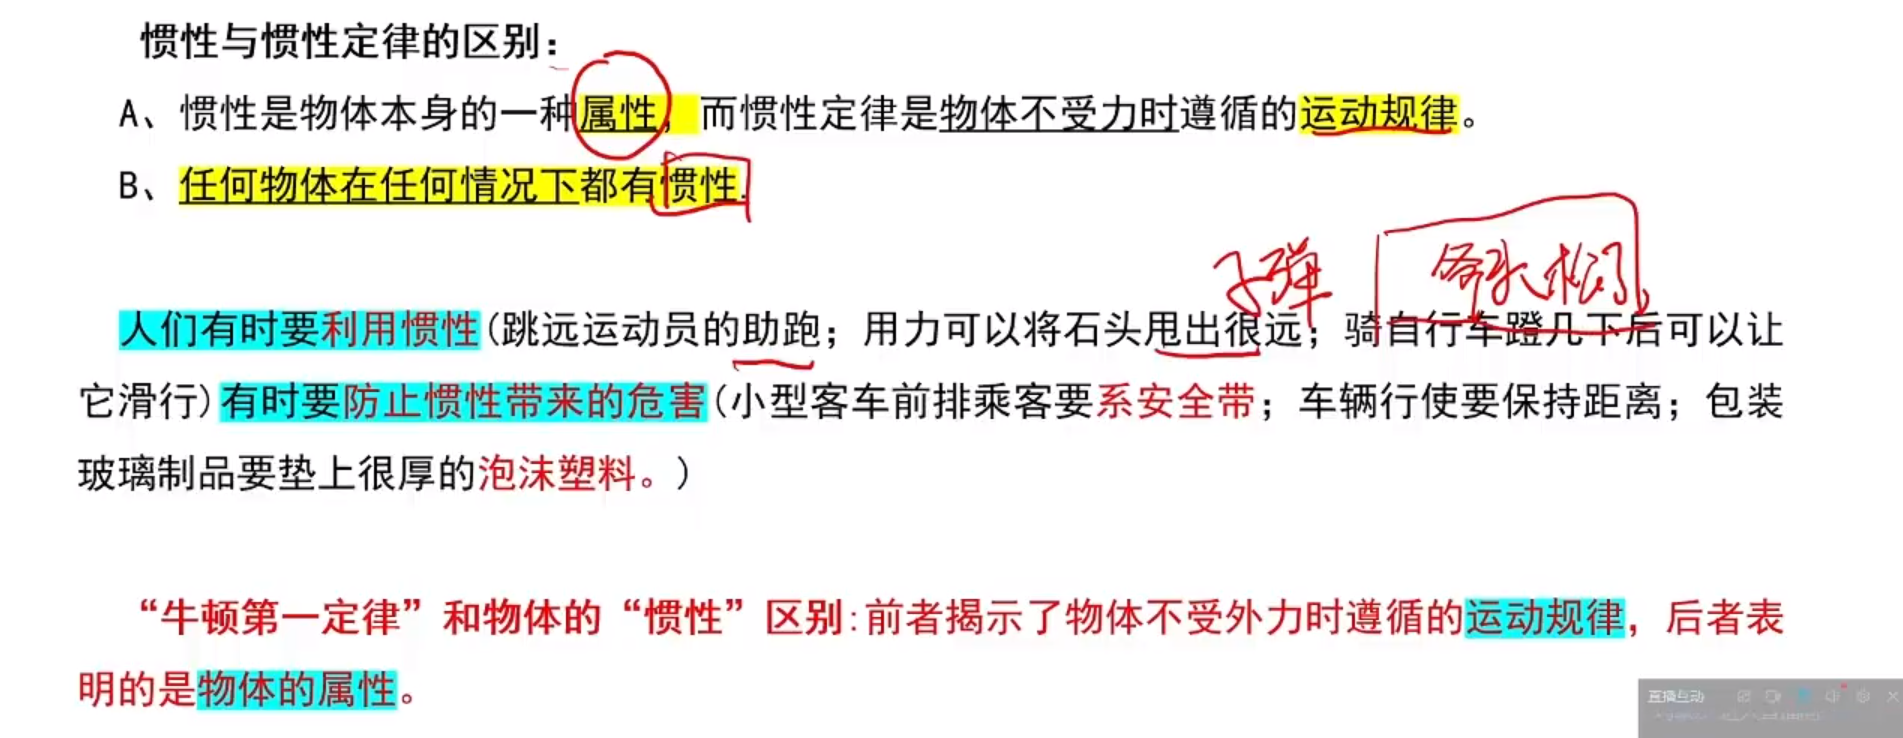 惯性与惯性定律的区别：
A、惯性是物体本身的一种属性，而惯性定律是物体不受力时遵循的运动规律。
B、任何物体在任何情况下都有惯性.
子弹
斧头松了
人们有时要利用惯性(跳远运动员的助跑；用力可以将石头甩出很远；骑自行车蹬几下后可以让
它滑行)有时要防止惯性带来的危害(小型客车前排乘客要系安全带；车辆行使要保持距离；包装
玻璃制品要垫上很厚的泡沫塑料。)
“牛顿第一定律”和物体的“惯性”区别:前者揭示了物体不受外力时遵循的运动规律，后者表
明的是物体的属性。
直播互动